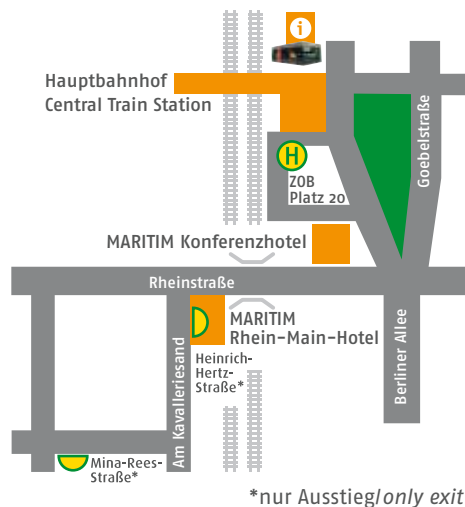 i
Hauptbahnhof
Central Train Station
Goebelstraße
H
ZOB
Platz 20
MARITIM Konferenzhotel
Rheinstraße
MARITIM
Rhein-Main-Hotel
Heinrich-
Hertz-
Straße*
Am Kavalleriesand
Berliner Allee
Mina-Rees-
Straße*
*nur Ausstieg/only exit